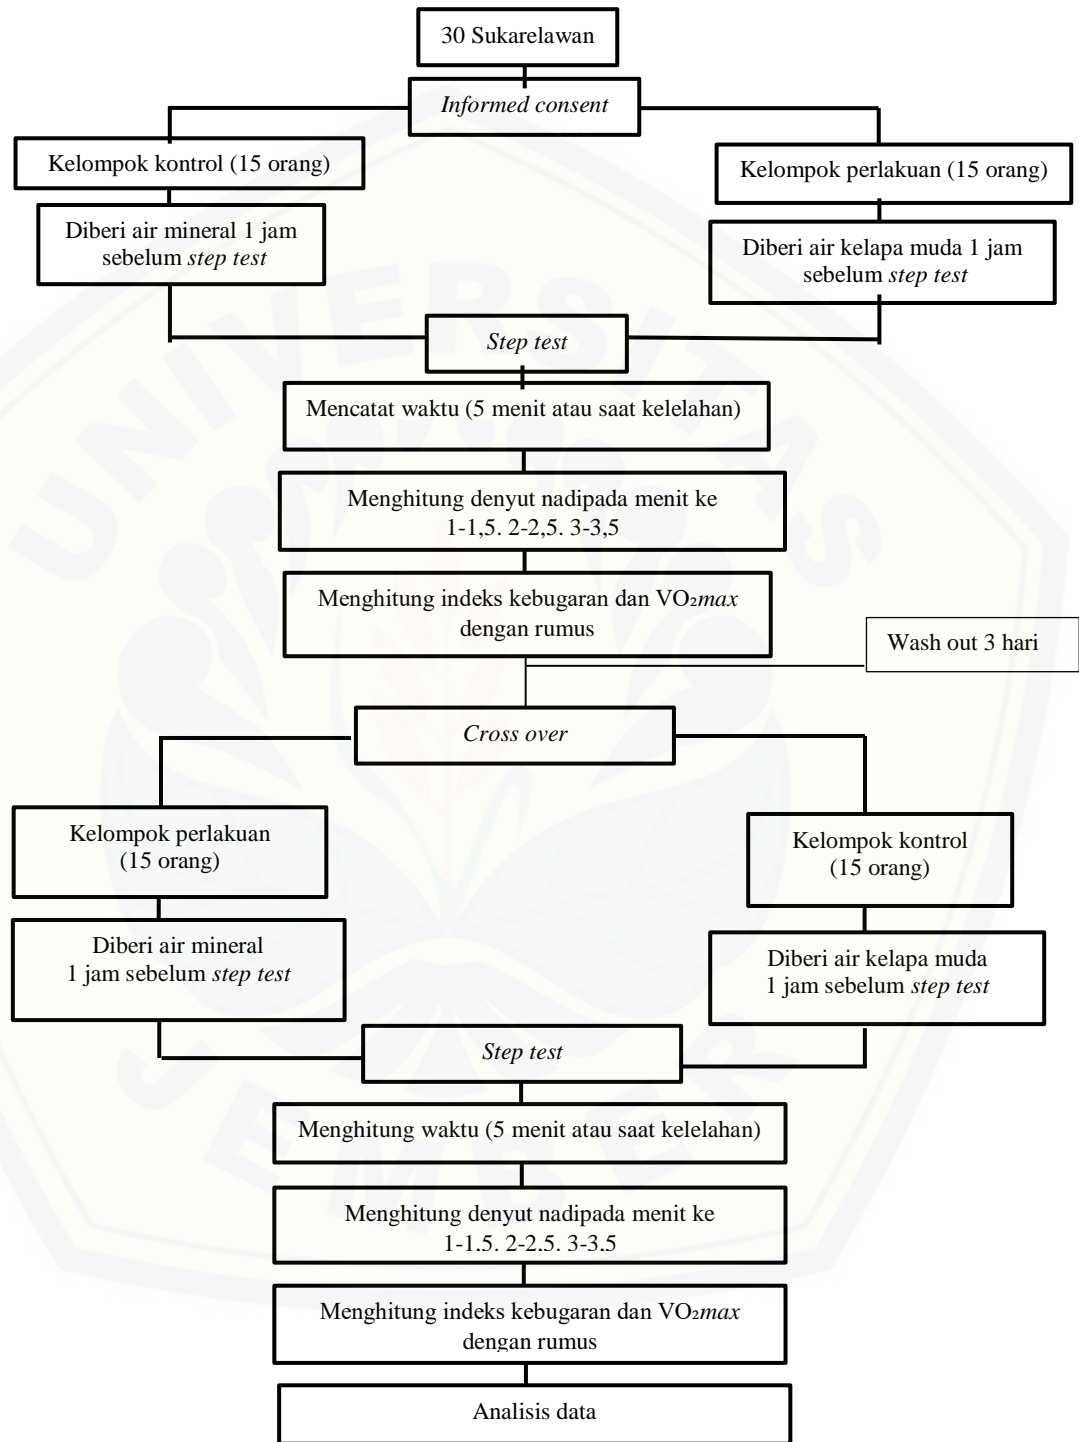 30 Sukarelawan
Informed consent
Kelompok kontrol (15 orang)
Kelompok perlakuan (15 orang)
Diberi air mineral 1 jam
sebelum step test
Diberi air kelapa muda 1 jam
sebelum step test
Step test
Mencatat waktu (5 menit atau saat kelelahan)
Menghitung denyut nadipada menit ke
1-1,5. 2-2,5. 3-3,5
Menghitung indeks kebugaran dan VO₂max
dengan rumus
Wash out 3 hari
Cross over
Kelompok perlakuan
(15 orang)
Kelompok kontrol
(15 orang)
Diberi air mineral
1 jam sebelum step test
Diberi air kelapa muda
1 jam sebelum step test
Step test
Menghitung waktu (5 menit atau saat kelelahan)
Menghitung denyut nadipada menit ke
1-1,5. 2-2,5. 3-3,5
Menghitung indeks kebugaran dan VO₂max
dengan rumus
Analisis data
UNIVERSITAS
JEMBER